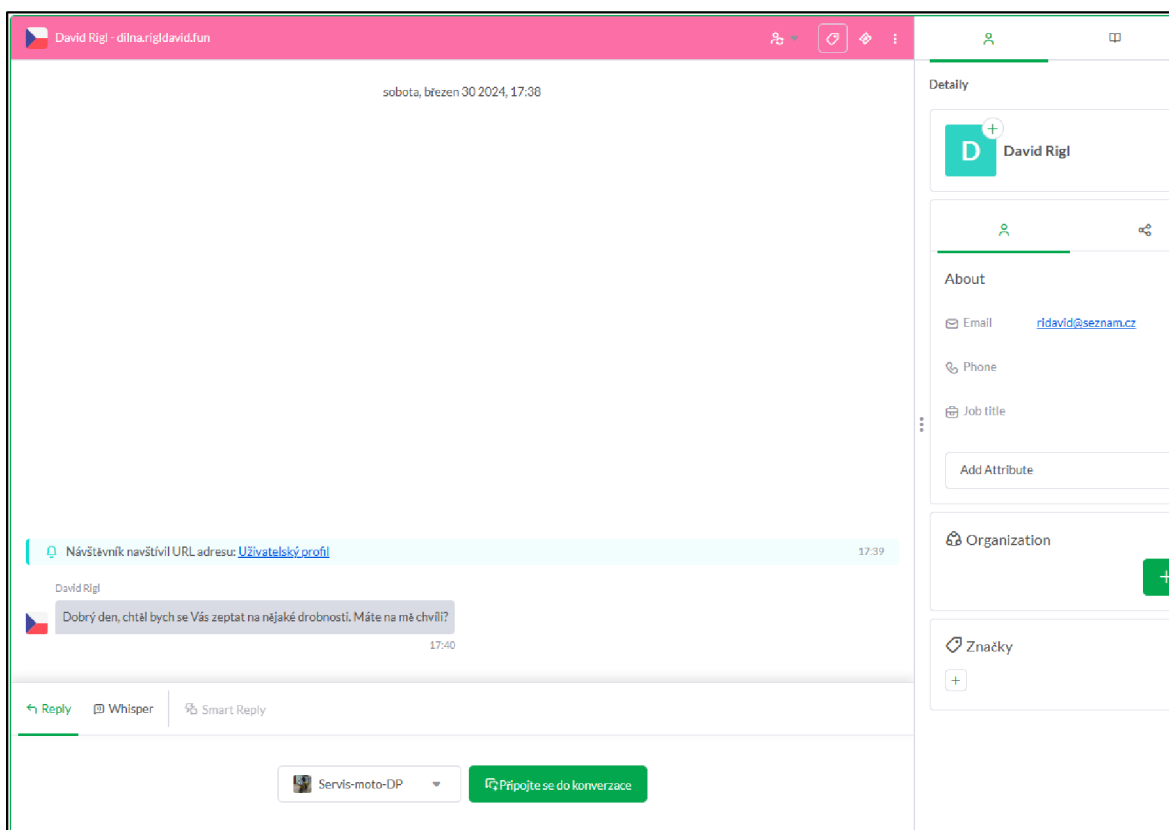 David Rigl - dilna.rigldavid.fun
sobota, březen 30 2024, 17:38
Návštěvník navštívil URL adresu: Uživatelský profil
17:39
David Rigl
Dobrý den, chtěl bych se Vás zeptat na nějaké drobnosti. Máte na mě chvíli?
17:40
Reply
Whisper
Smart Reply
Servis-moto-DP
Připojte se do konverzace
Detaily
D
David Rigl
About
Email
ridavid@seznam.cz
Phone
Job title
Add Attribute
Organization
Značky